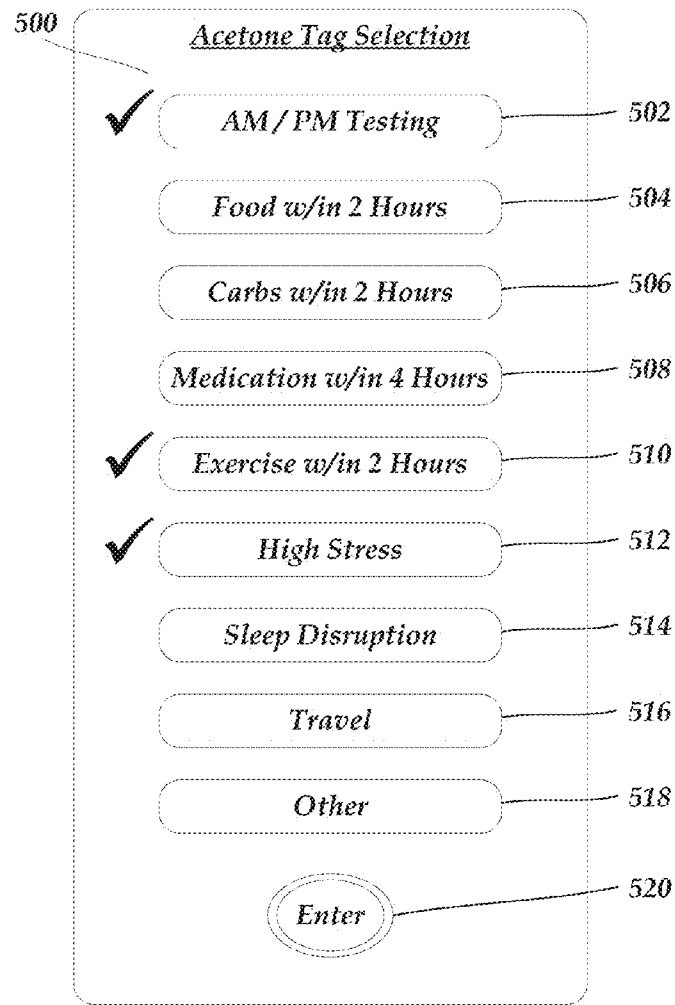 500
Acetone Tag Selection
AM / PM Testing 502
Food w/in 2 Hours 504
Carbs w/in 2 Hours 506
Medication w/in 4 Hours 508
Exercise w/in 2 Hours 510
High Stress 512
Sleep Disruption 514
Travel 516
Other 518
Enter 520